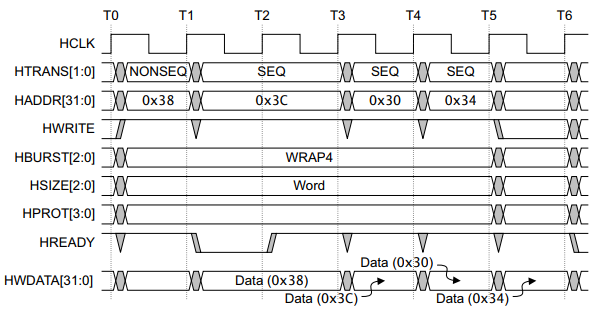 T0 T1 T2 T3 T4 T5 T6
HCLK
HTRANS[1:0] NONSEQ SEQ SEQ SEQ
HADDR[31:0] 0x38 0x3C 0x30 0x34
HWRITE
HBURST[2:0] WRAP4
HSIZE[2:0] Word
HPROT[3:0]
HREADY
Data (0x30)
HWDATA[31:0] Data (0x38)
Data (0x3C) Data (0x34)